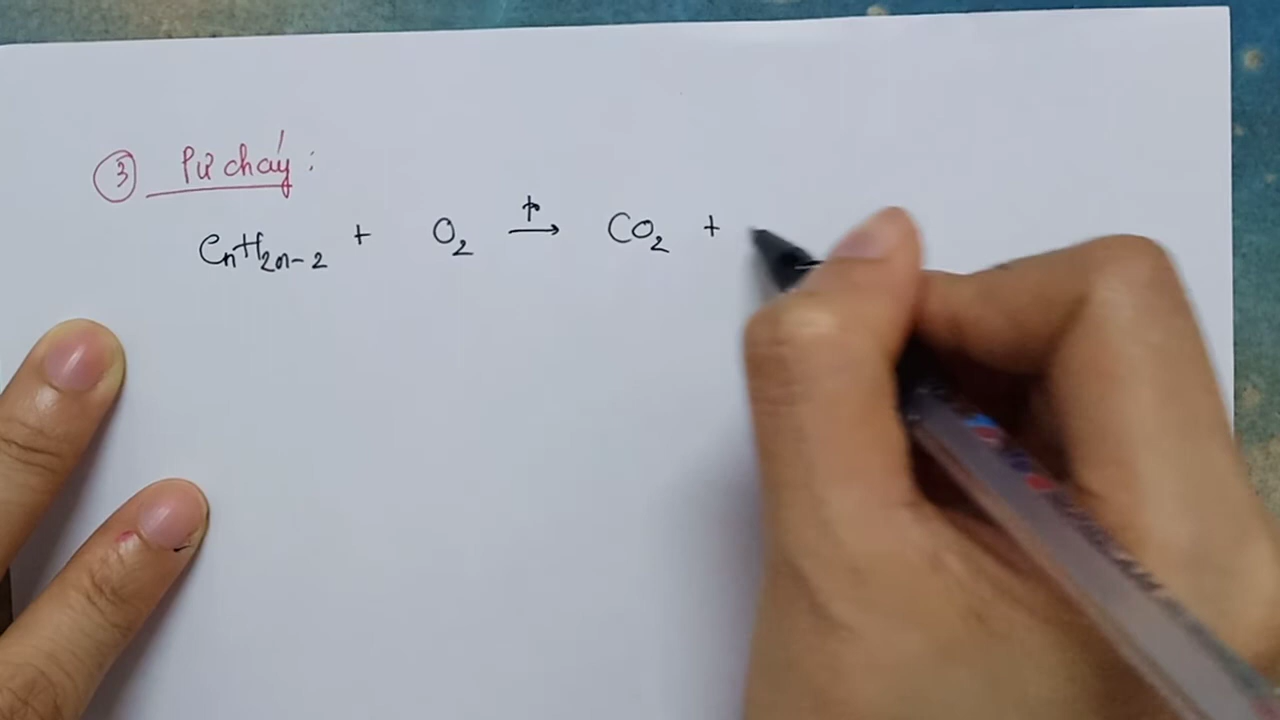 ③ Pư cháy:
CnH2n-2 + O2 → CO2 +